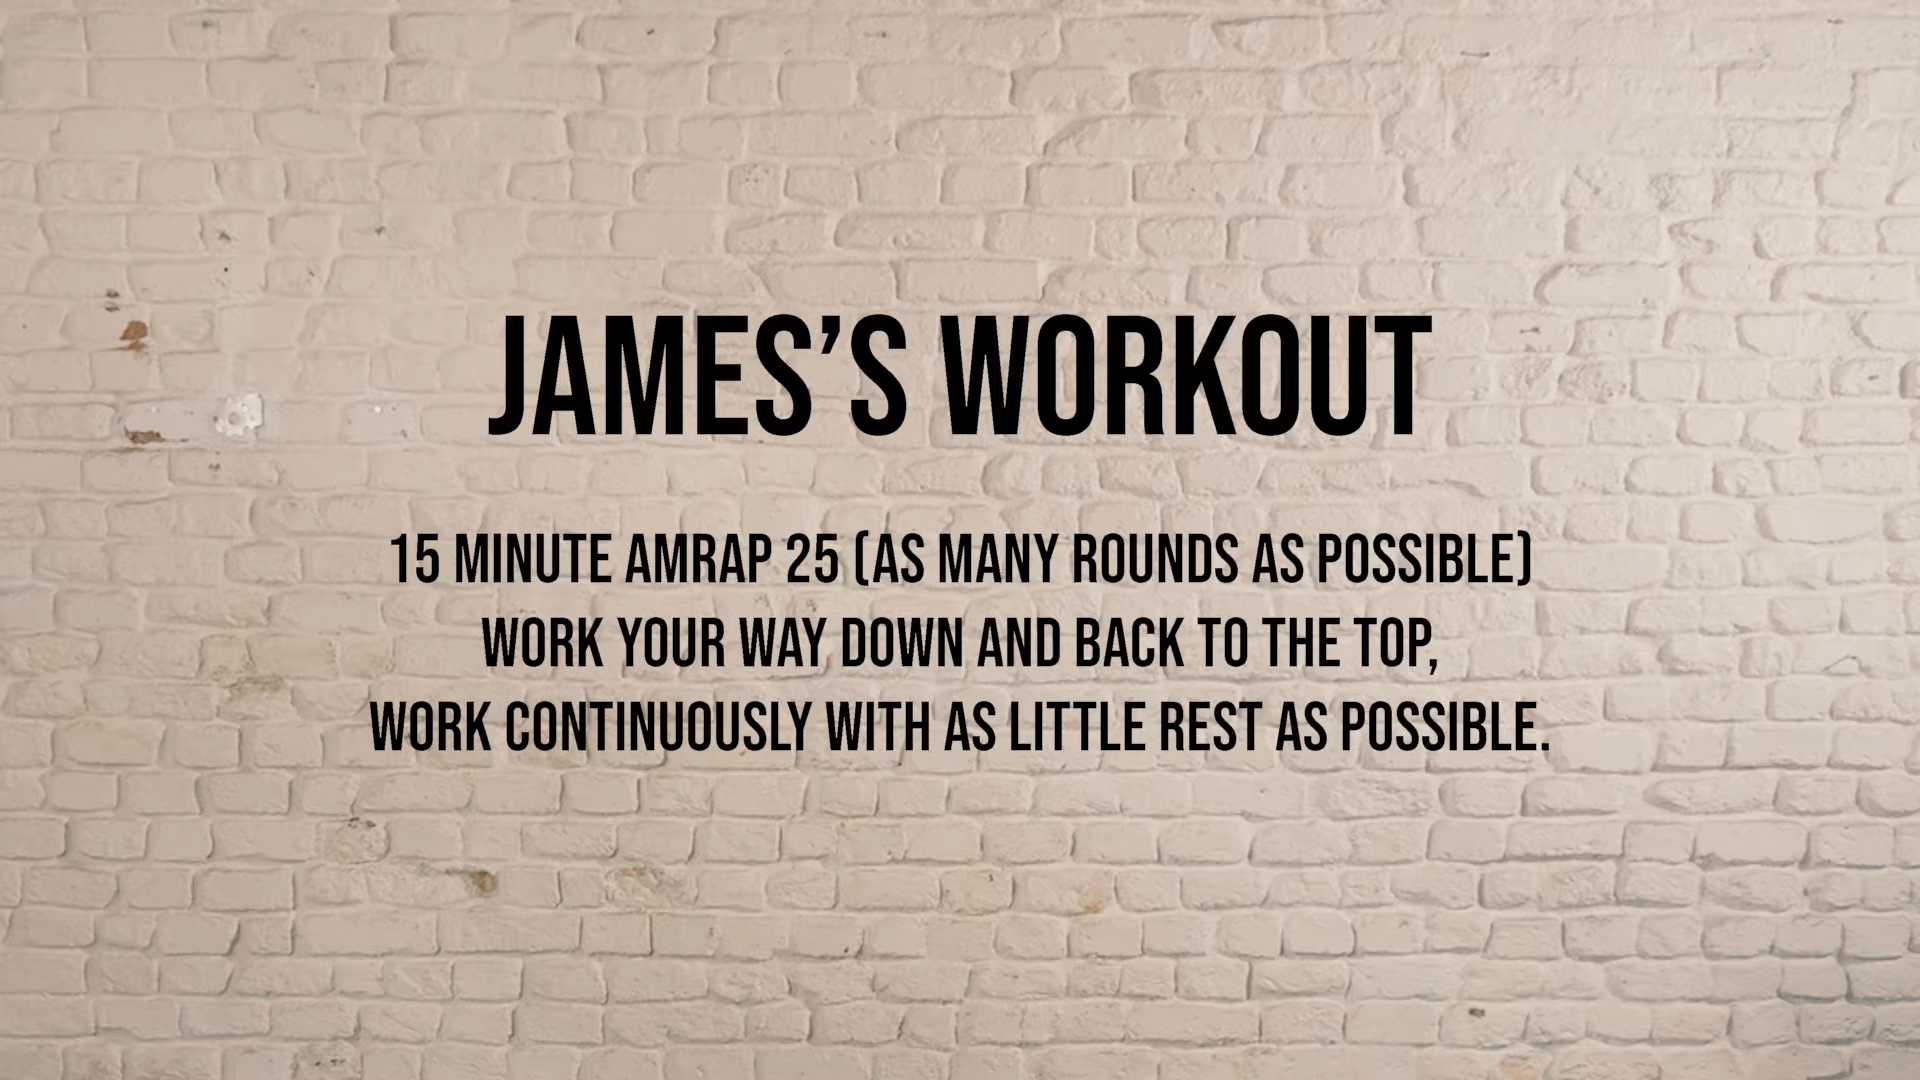 JAMES’S WORKOUT
15 MINUTE AMRAP 25 (AS MANY ROUNDS AS POSSIBLE)
WORK YOUR WAY DOWN AND BACK TO THE TOP,
WORK CONTINUOUSLY WITH AS LITTLE REST AS POSSIBLE.